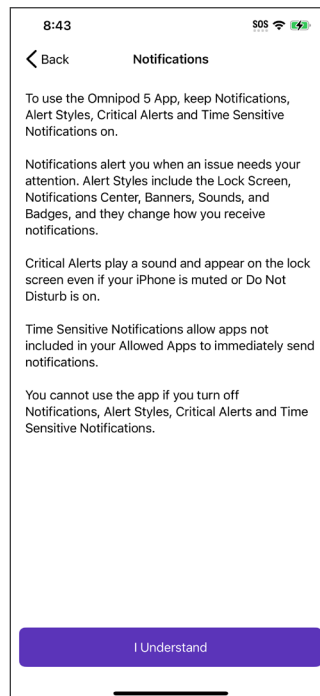 8:43
SOS
Back
Notifications
To use the Omnipod 5 App, keep Notifications,
Alert Styles, Critical Alerts and Time Sensitive
Notifications on.
Notifications alert you when an issue needs your
attention. Alert Styles include the Lock Screen,
Notifications Center, Banners, Sounds, and
Badges, and they change how you receive
notifications.
Critical Alerts play a sound and appear on the lock
screen even if your iPhone is muted or Do Not
Disturb is on.
Time Sensitive Notifications allow apps not
included in your Allowed Apps to immediately send
notifications.
You cannot use the app if you turn off
Notifications, Alert Styles, Critical Alerts and Time
Sensitive Notifications.
I Understand